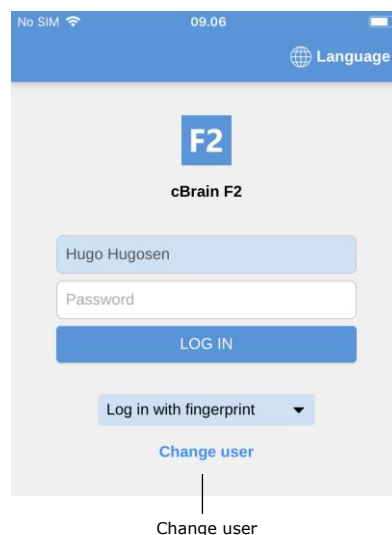 No SIM 09.06
Language
F2
cBrain F2
Hugo Hugosen
Password
LOG IN
Log in with fingerprint
Change user
Change user